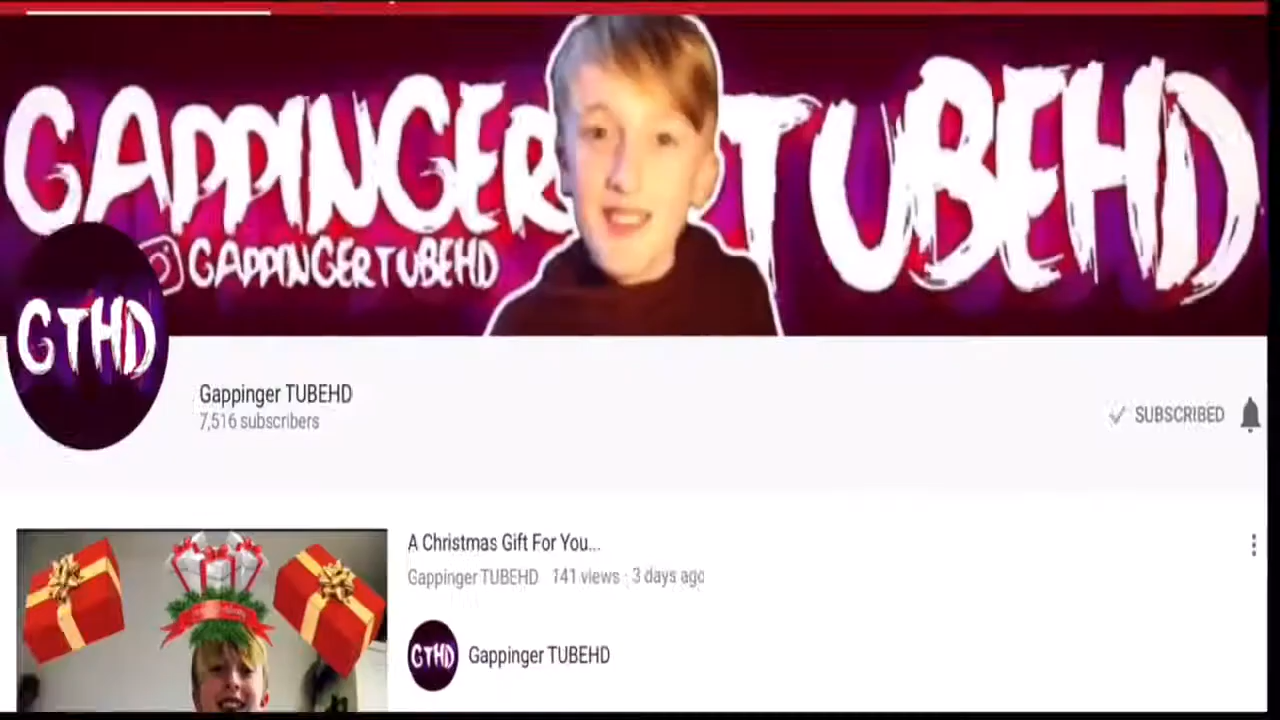 GAPPINGER TUBEHD
GAPPINGERTUBEHD
GTHD
Gappinger TUBEHD
7,516 subscribers
SUBSCRIBED
A Christmas Gift For You...
Gappinger TUBEHD 141 views · 3 days ago
GTHD
Gappinger TUBEHD